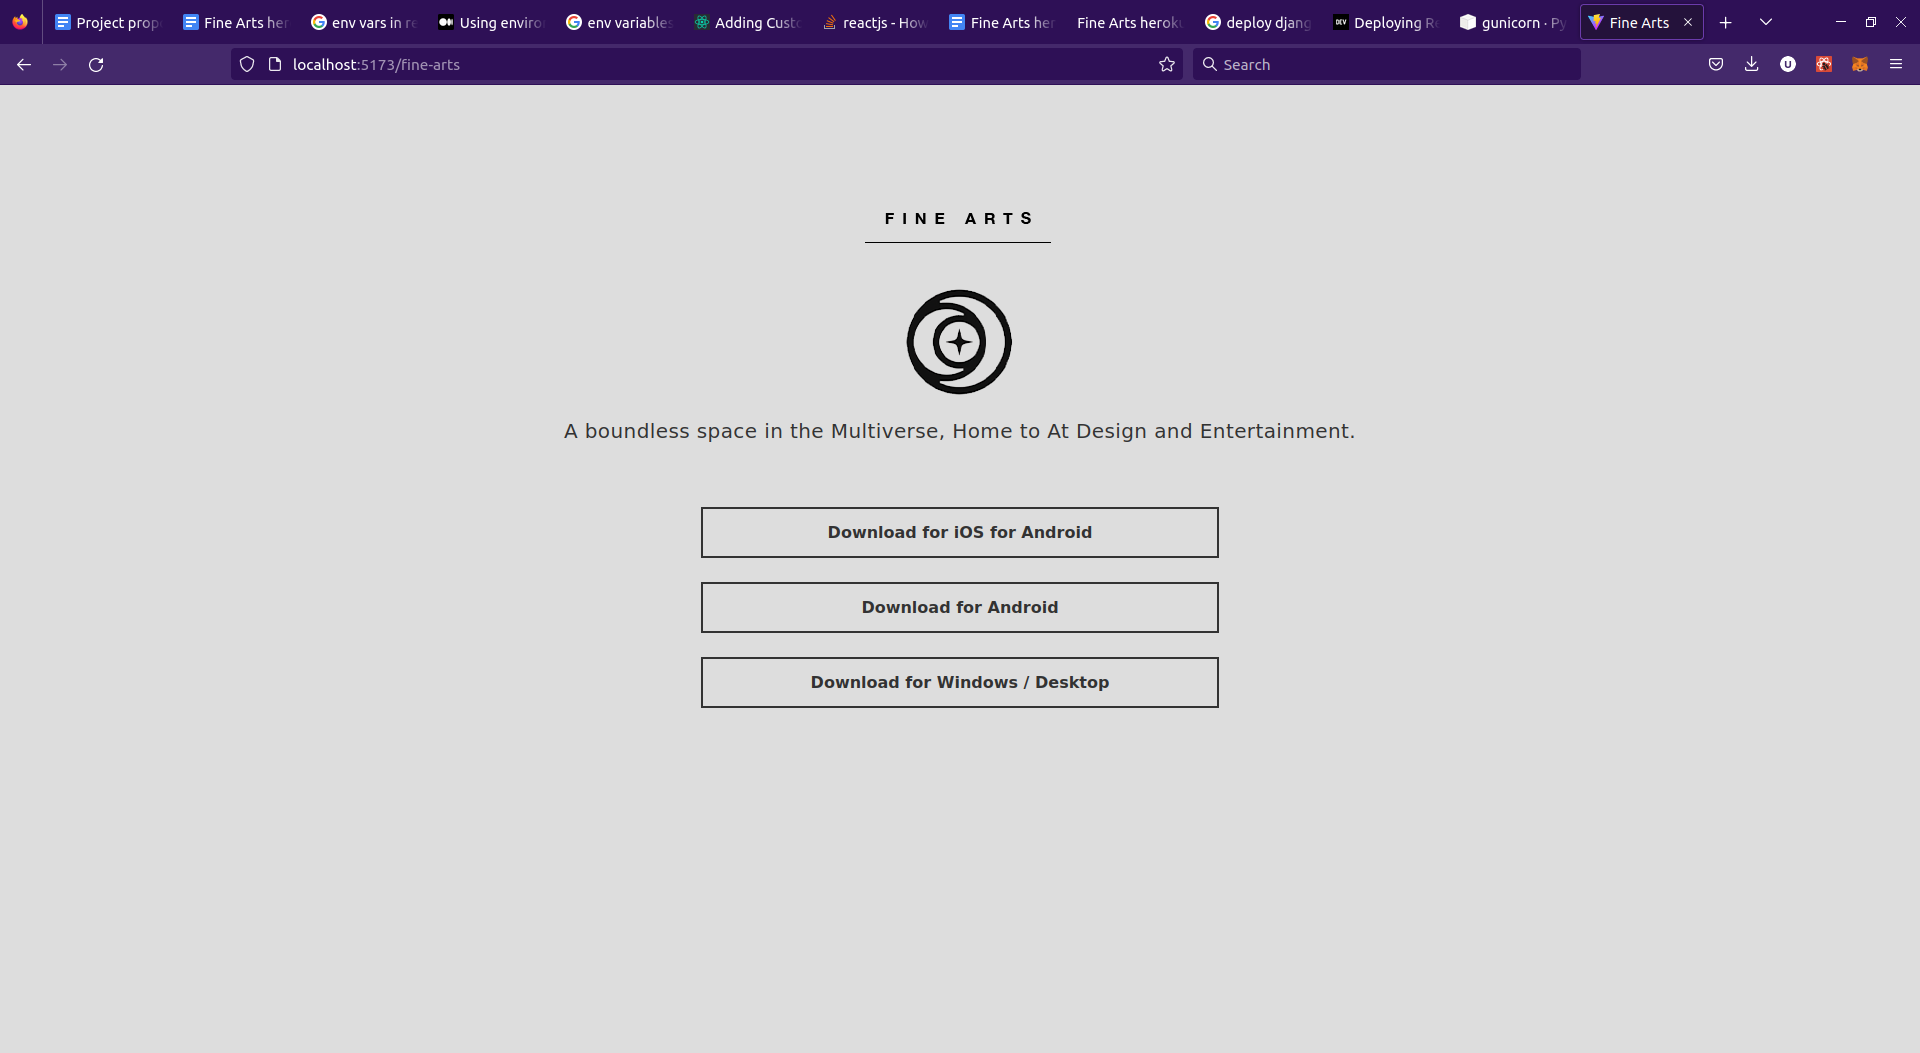 Project prop
Fine Arts her
env vars in re
Using enviro
env variables
Adding Custo
reactjs - How
Fine Arts her
Fine Arts heroku
deploy djang
DEV Deploying Re
gunicorn · Py
Fine Arts
localhost:5173/fine-arts
Search
U
FINE ARTS
A boundless space in the Multiverse, Home to At Design and Entertainment.
Download for iOS for Android
Download for Android
Download for Windows / Desktop